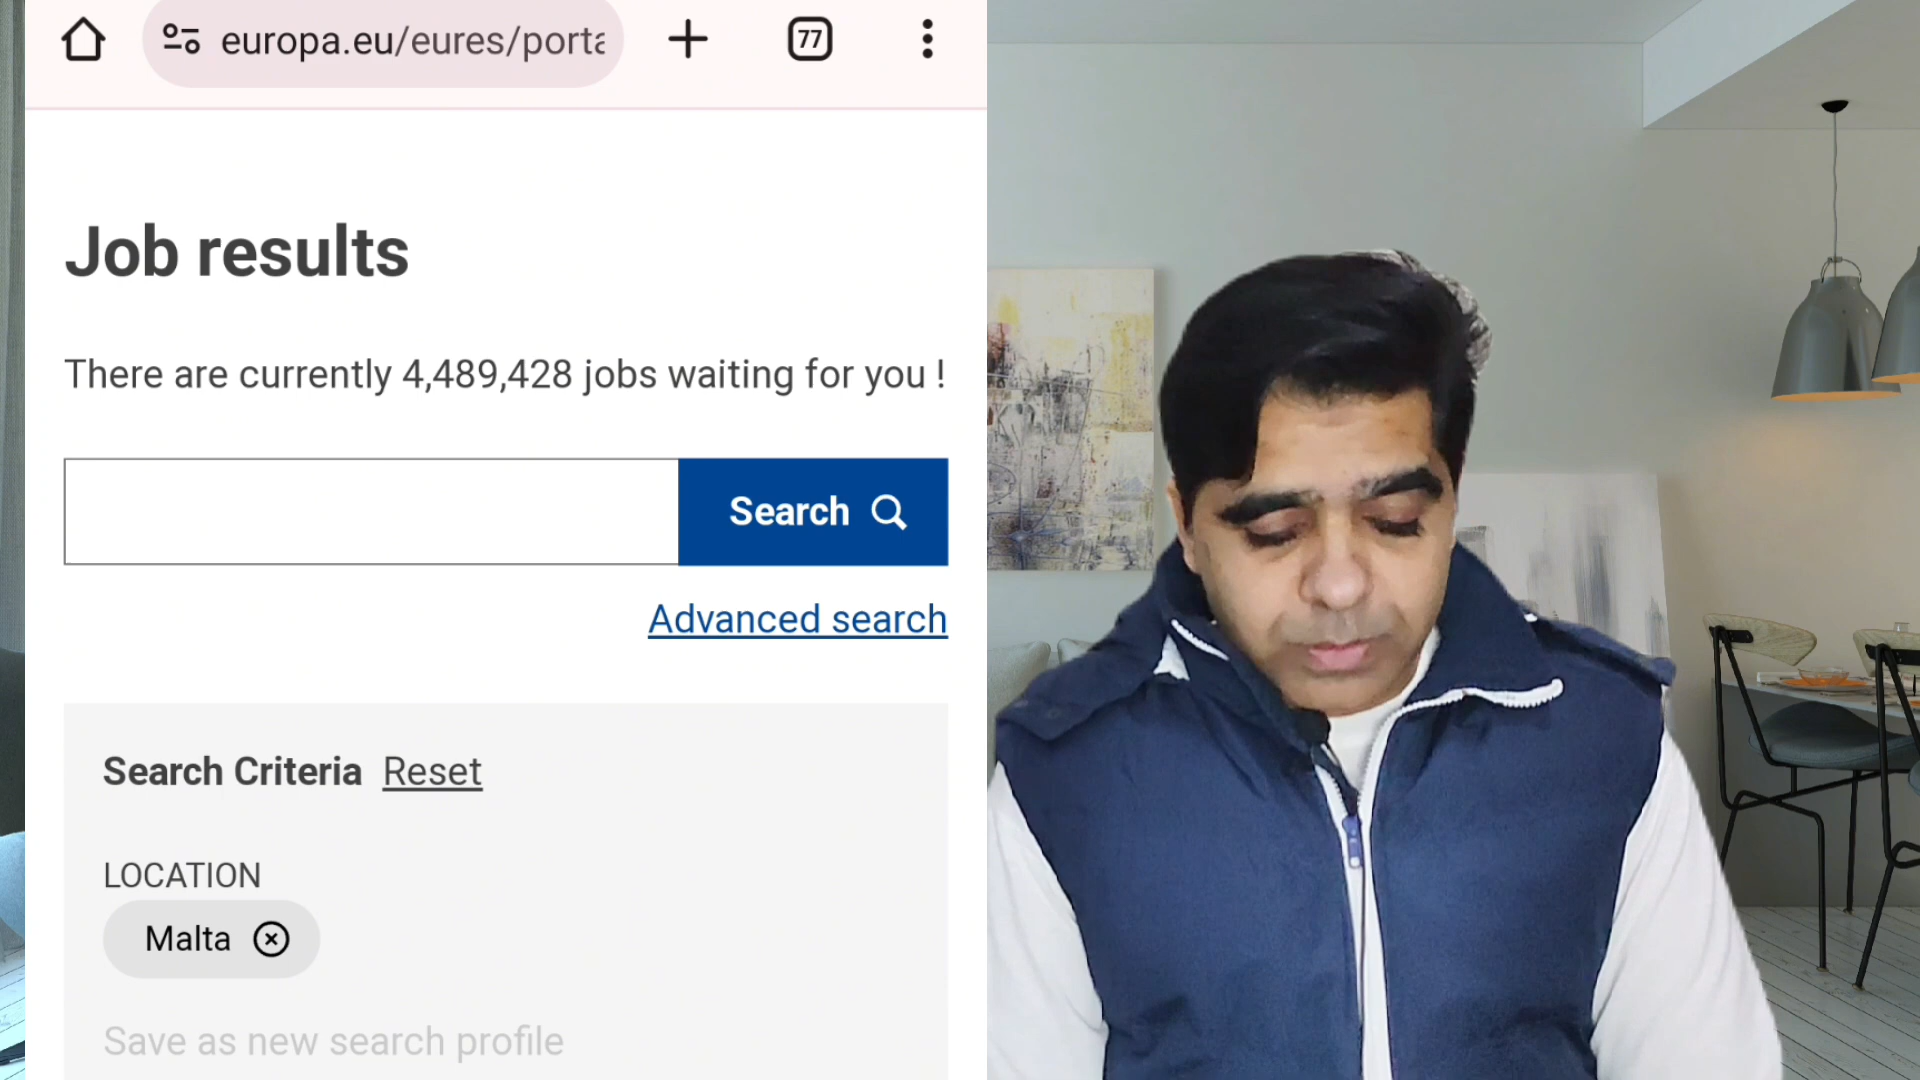 europa.eu/eures/porta
77
Job results
There are currently 4,489,428 jobs waiting for you !
Search
Advanced search
Search Criteria Reset
LOCATION
Malta
Save as new search profile